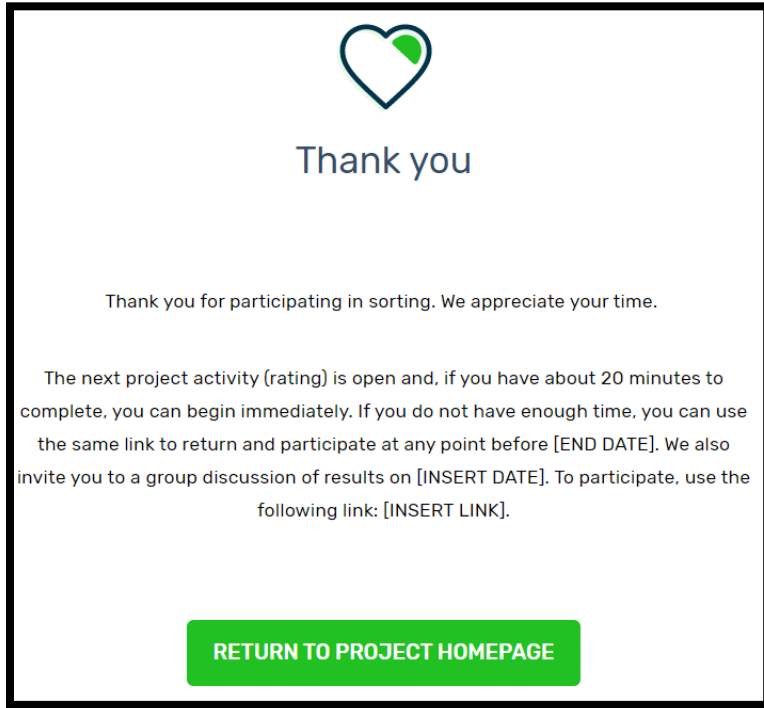 Thank you
Thank you for participating in sorting. We appreciate your time.
The next project activity (rating) is open and, if you have about 20 minutes to
complete, you can begin immediately. If you do not have enough time, you can use
the same link to return and participate at any point before [END DATE]. We also
invite you to a group discussion of results on [INSERT DATE]. To participate, use the
following link: [INSERT LINK].
RETURN TO PROJECT HOMEPAGE